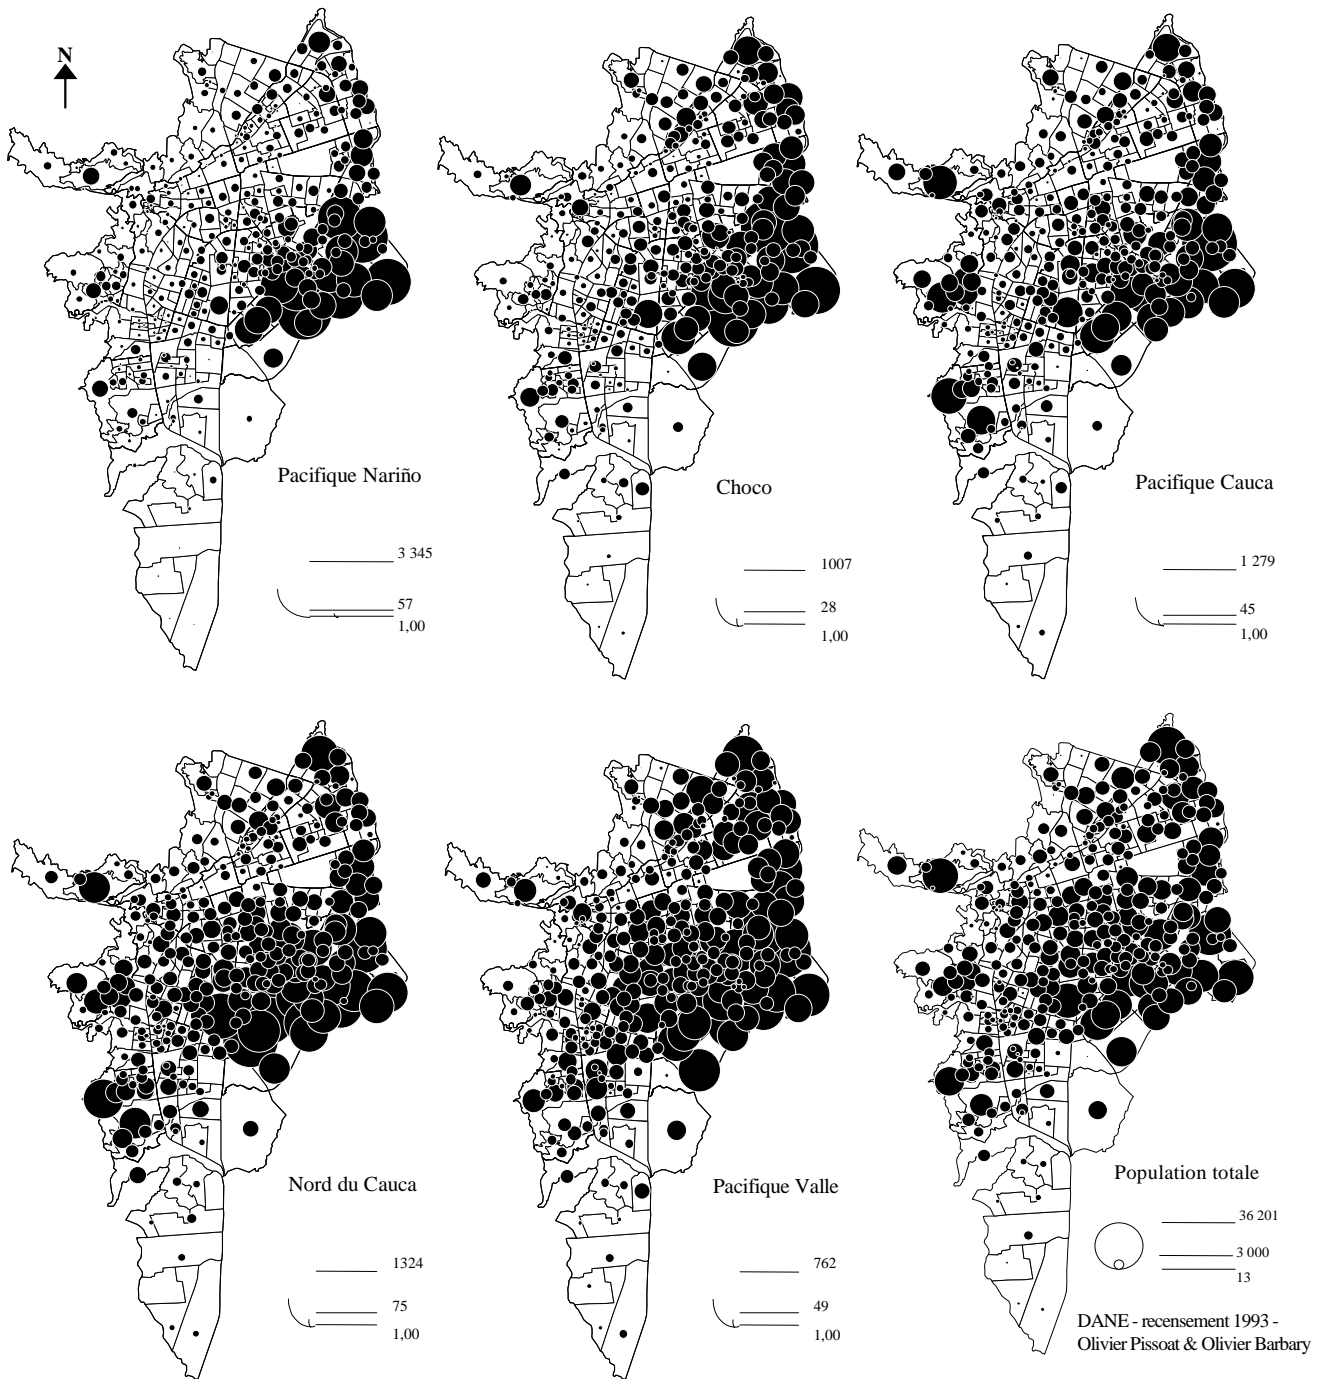 N
Pacifique Nariño
3 345
57
1,00
Choco
1007
28
1,00
Pacifique Cauca
1 279
45
1,00
Nord du Cauca
1324
75
1,00
Pacifique Valle
762
49
1,00
Population totale
36 201
3 000
13
DANE - recensement 1993 -
Olivier Pissoat & Olivier Barbary